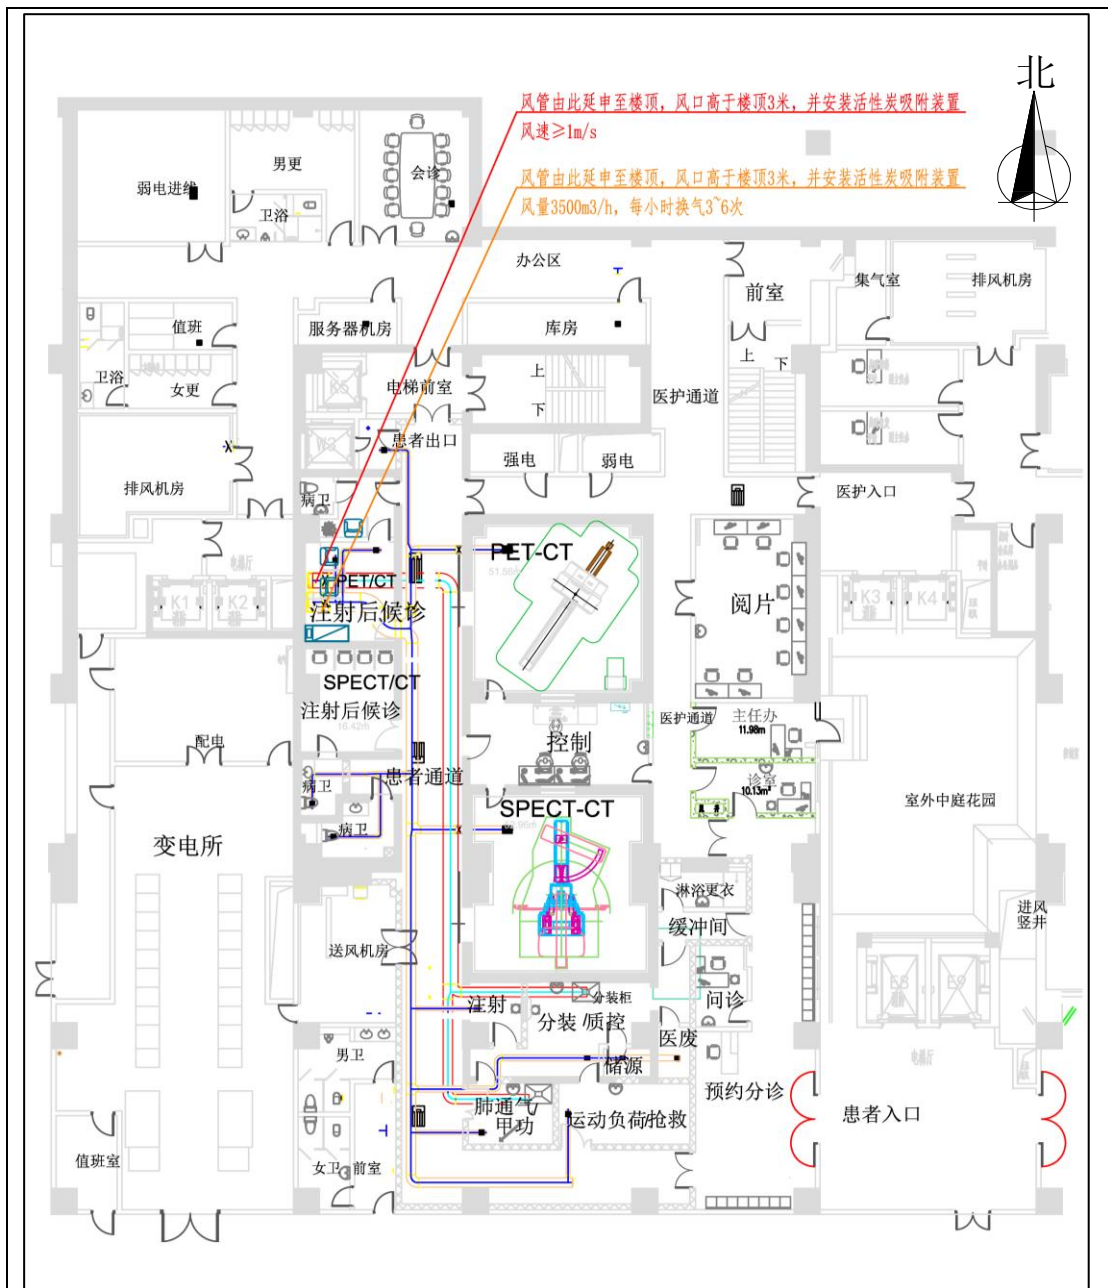 北
风管由此延申至楼顶，风口高于楼顶3米，并安装活性炭吸附装置
风速≥1m/s
风管由此延申至楼顶，风口高于楼顶3米，并安装活性炭吸附装置
风量3500m3/h，每小时换气3~6次
弱电进线
男更
会诊
卫浴
办公区
前室
集气室
排风机房
值班
服务器机房
库房
上
下
卫浴
女更
K5
电梯前室
上
下
医护通道
患者出口
强电
弱电
排风机房
病卫
医护入口
PET-CT
PET/CT
注射后候诊
K1
K2
阅片
K3
K4
SPECT/CT
注射后候诊
16.42m
配电
控制
医护通道
主任办
11.98m
诊室
10.13m²
患者通道
病卫
病卫
SPECT-CT
室外中庭花园
变电所
淋浴更衣
缓冲间
进风
竖井
送风机房
注射
分装柜
分装/质控
问诊
医废
储源
男卫
预约分诊
肺通气
甲功
运动负荷/抢救
患者入口
值班室
女卫
前室